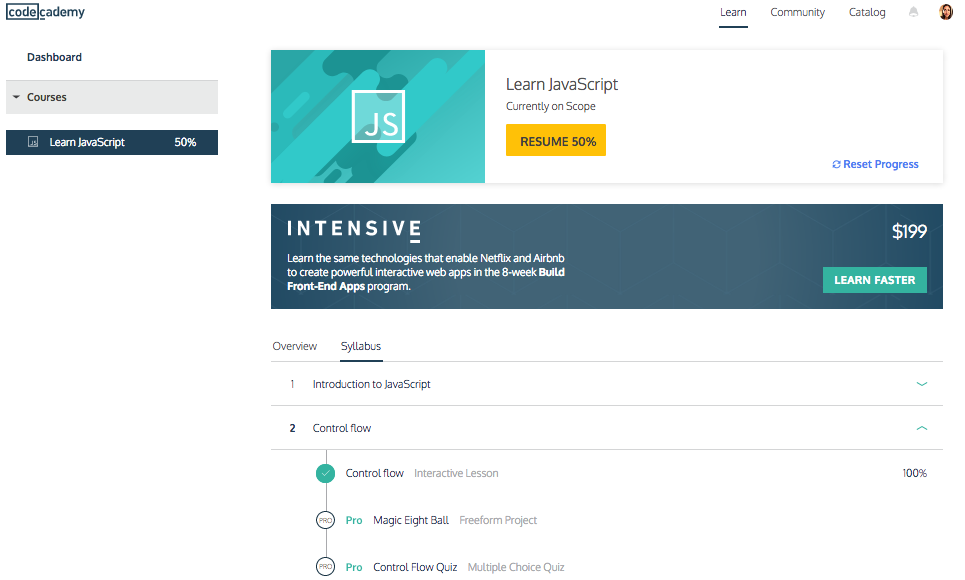 codecademy
Learn Community Catalog
Dashboard
Courses
JS Learn JavaScript 50%
JS
Learn JavaScript
Currently on Scope
RESUME 50%
Reset Progress
INTENSIVE
$199
Learn the same technologies that enable Netflix and Airbnb
to create powerful interactive web apps in the 8-week Build
Front-End Apps program.
LEARN FASTER
Overview Syllabus
1 Introduction to JavaScript
2 Control flow
Control flow Interactive Lesson 100%
PRO Pro Magic Eight Ball Freeform Project
PRO Pro Control Flow Quiz Multiple Choice Quiz